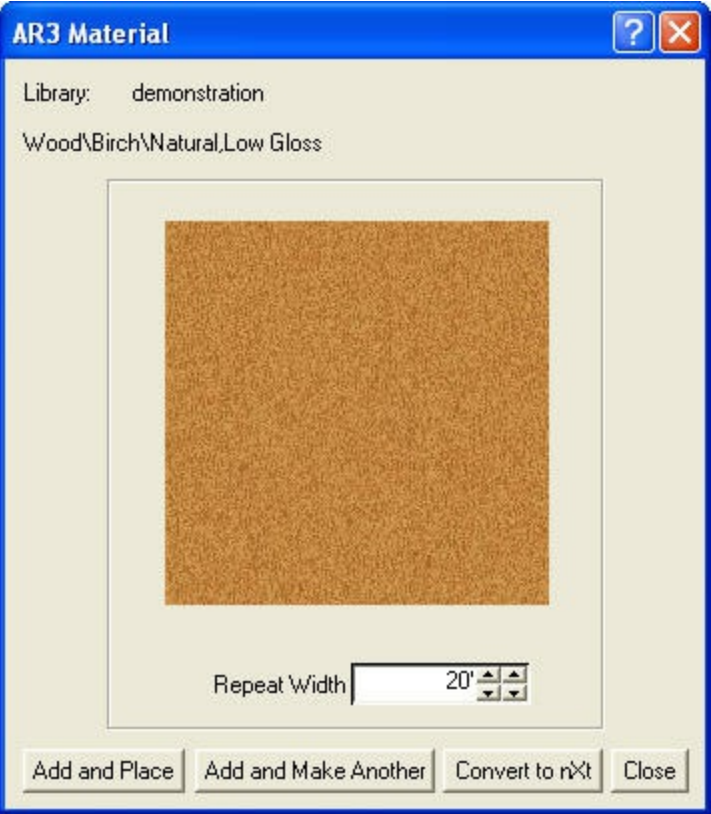 AR3 Material
Library: demonstration
Wood\Birch\Natural,Low Gloss
Repeat Width 20'
Add and Place Add and Make Another Convert to nXt Close